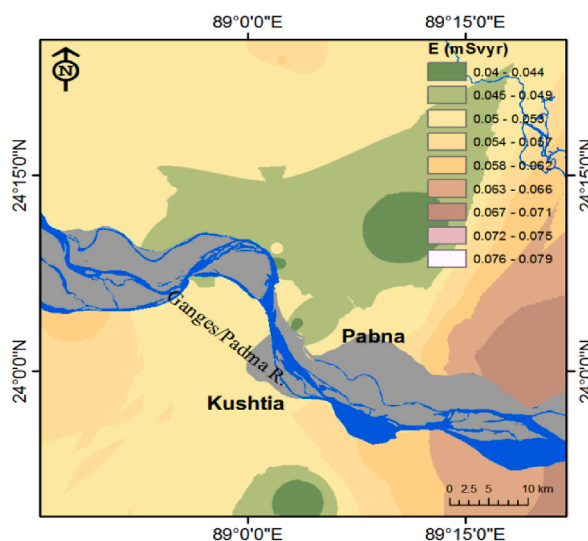 89°0'0"E 89°15'0"E
N
E (mSvyr)
0.04 - 0.044
0.045 - 0.049
0.05 - 0.053
0.054 - 0.057
0.058 - 0.062
0.063 - 0.066
0.067 - 0.071
0.072 - 0.075
0.076 - 0.079
24°15'0"N 24°15'0"N
Ganges/Padma R.
Pabna
24°0'0"N 24°0'0"N
Kushtia
0 2.5 5 10 km
89°0'0"E 89°15'0"E